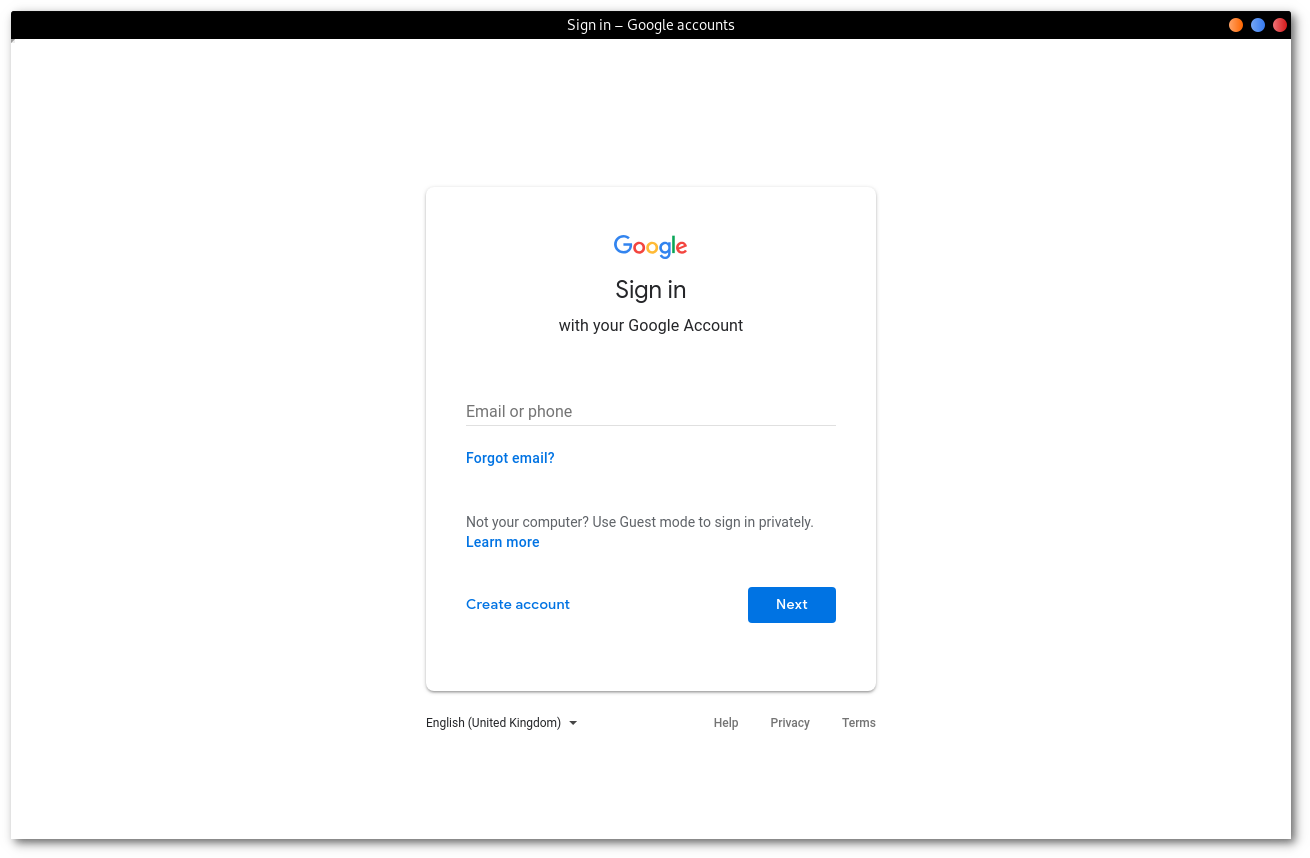 Sign in – Google accounts
Google
Sign in
with your Google Account
Email or phone
Forgot email?
Not your computer? Use Guest mode to sign in privately.
Learn more
Create account
Next
English (United Kingdom)
Help
Privacy
Terms